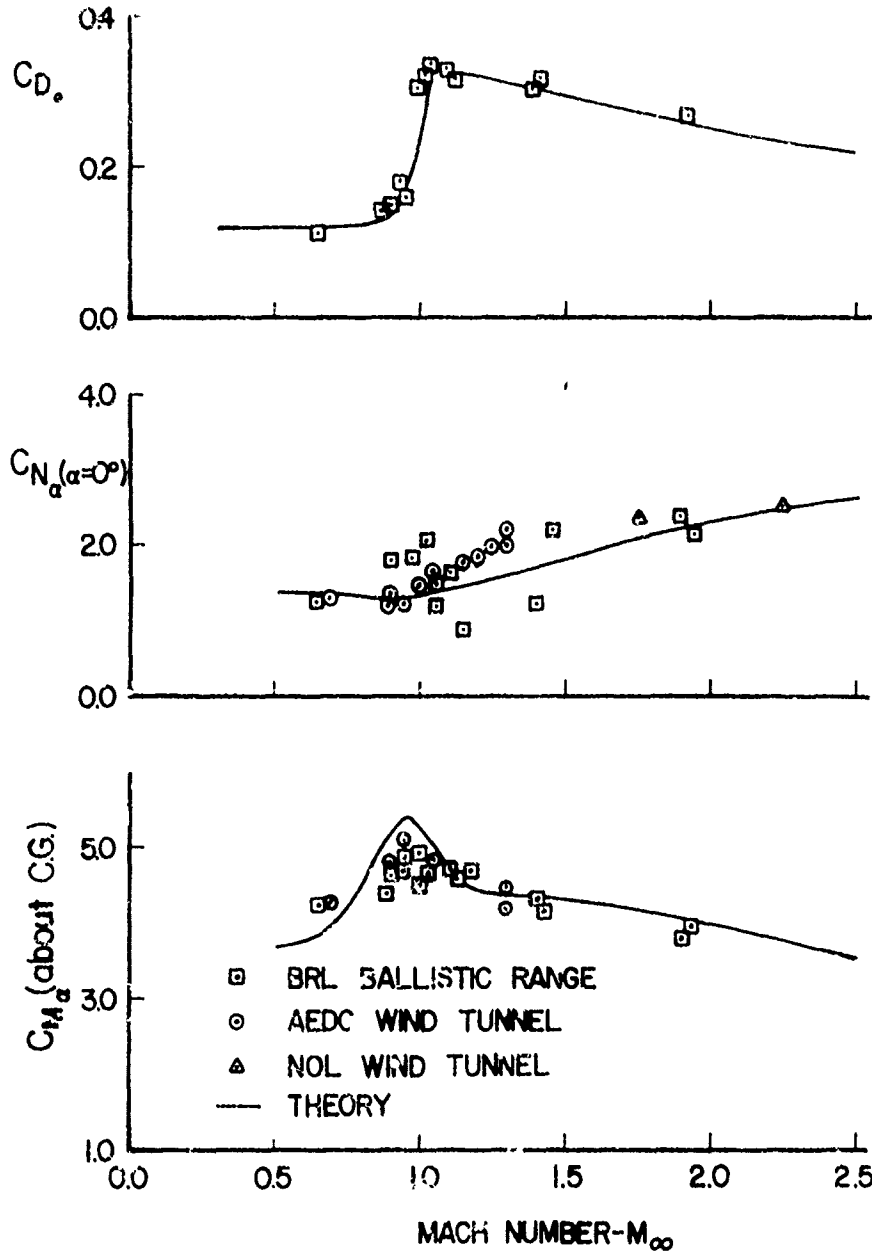 0.4
C_D₀
0.2
0.0
4.0
C_Nα(α=0°)
2.0
0.0
C_Mα (about C.G.)
5.0
3.0
1.0
BRL BALLISTIC RANGE
AEDC WIND TUNNEL
NOL WIND TUNNEL
THEORY
0.0 0.5 1.0 1.5 2.0 2.5
MACH NUMBER-M∞